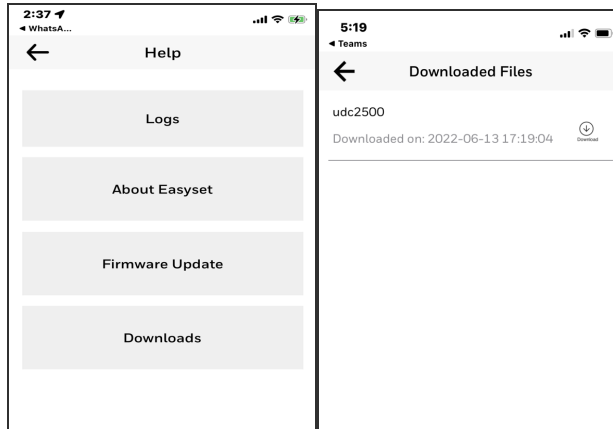 2:37
◀ WhatsA...
Help
Logs
About Easyset
Firmware Update
Downloads
5:19
◀ Teams
Downloaded Files
udc2500
Downloaded on: 2022-06-13 17:19:04
Download